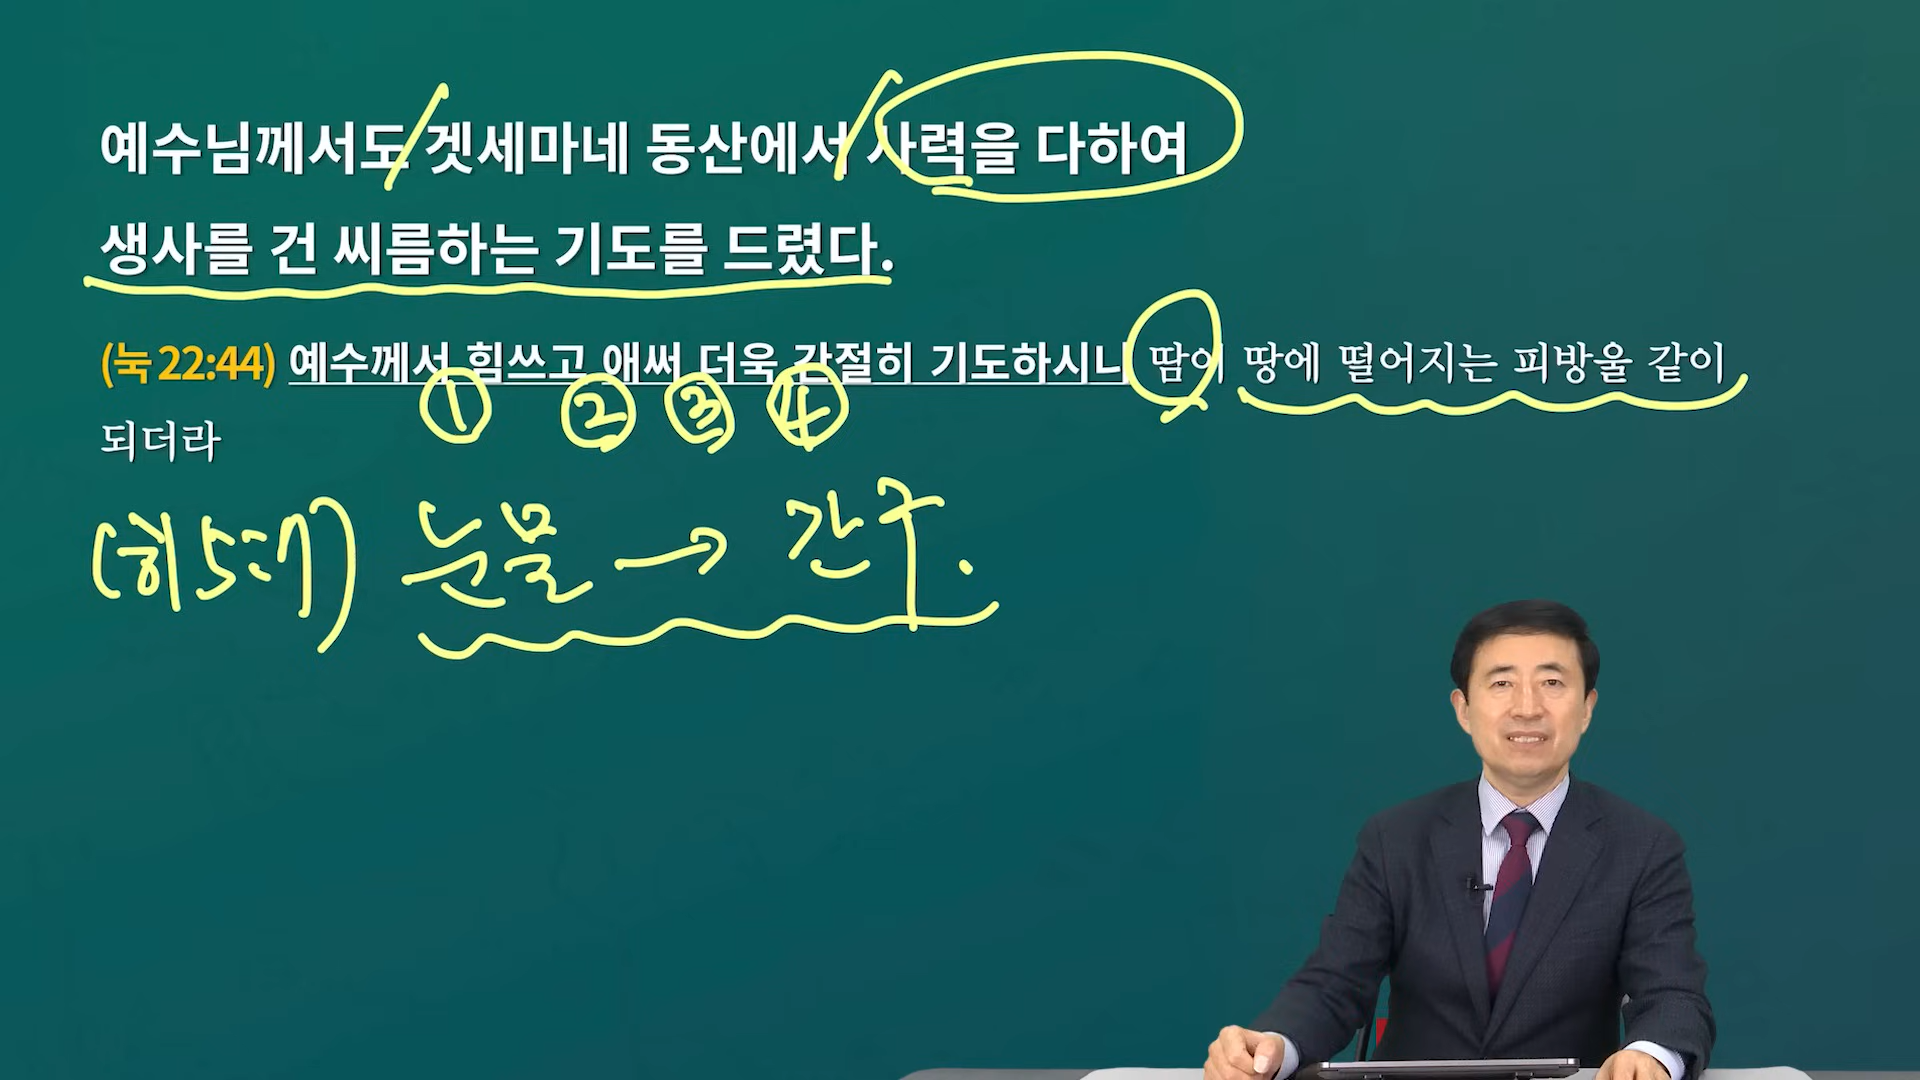 예수님께서도 겟세마네 동산에서 사력을 다하여
생사를 건 씨름하는 기도를 드렸다.
(눅 22:44) 예수께서 힘쓰고 애써 더욱 간절히 기도하시니 땀이 땅에 떨어지는 피방울 같이
① ② ③ ④
되더라
(히 5:7) 눈물 → 간구.